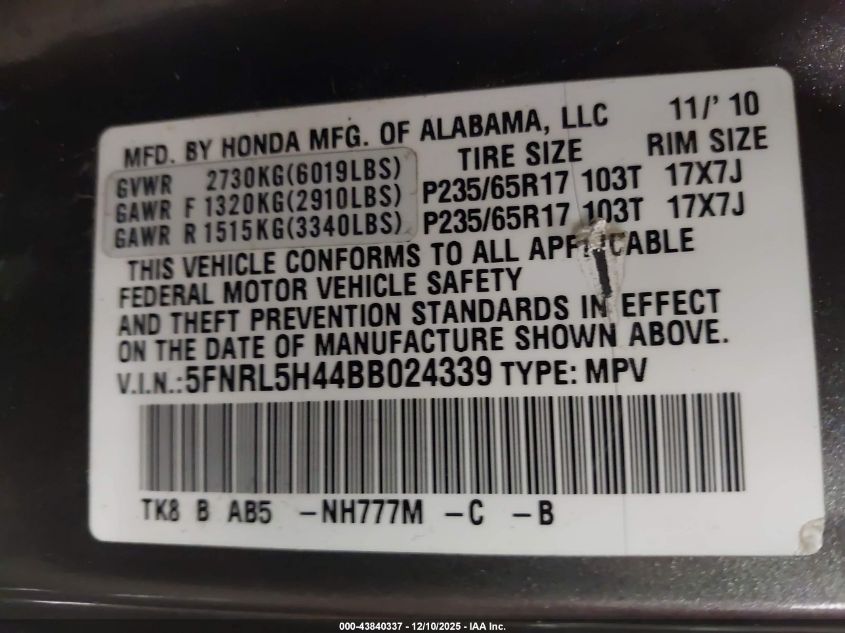 MFD. BY HONDA MFG. OF ALABAMA, LLC 11/'10
TIRE SIZE RIM SIZE
GVWR 2730KG(6019LBS)
GAWR F 1320KG(2910LBS) P235/65R17 103T 17X7J
GAWR R 1515KG(3340LBS) P235/65R17 103T 17X7J
THIS VEHICLE CONFORMS TO ALL APPLICABLE
FEDERAL MOTOR VEHICLE SAFETY
AND THEFT PREVENTION STANDARDS IN EFFECT
ON THE DATE OF MANUFACTURE SHOWN ABOVE.
V.I.N.:5FNRL5H44BB024339 TYPE: MPV
TK8 B AB5 -NH777M -C -B
000-43840337 - 12/10/2025 - IAA Inc.